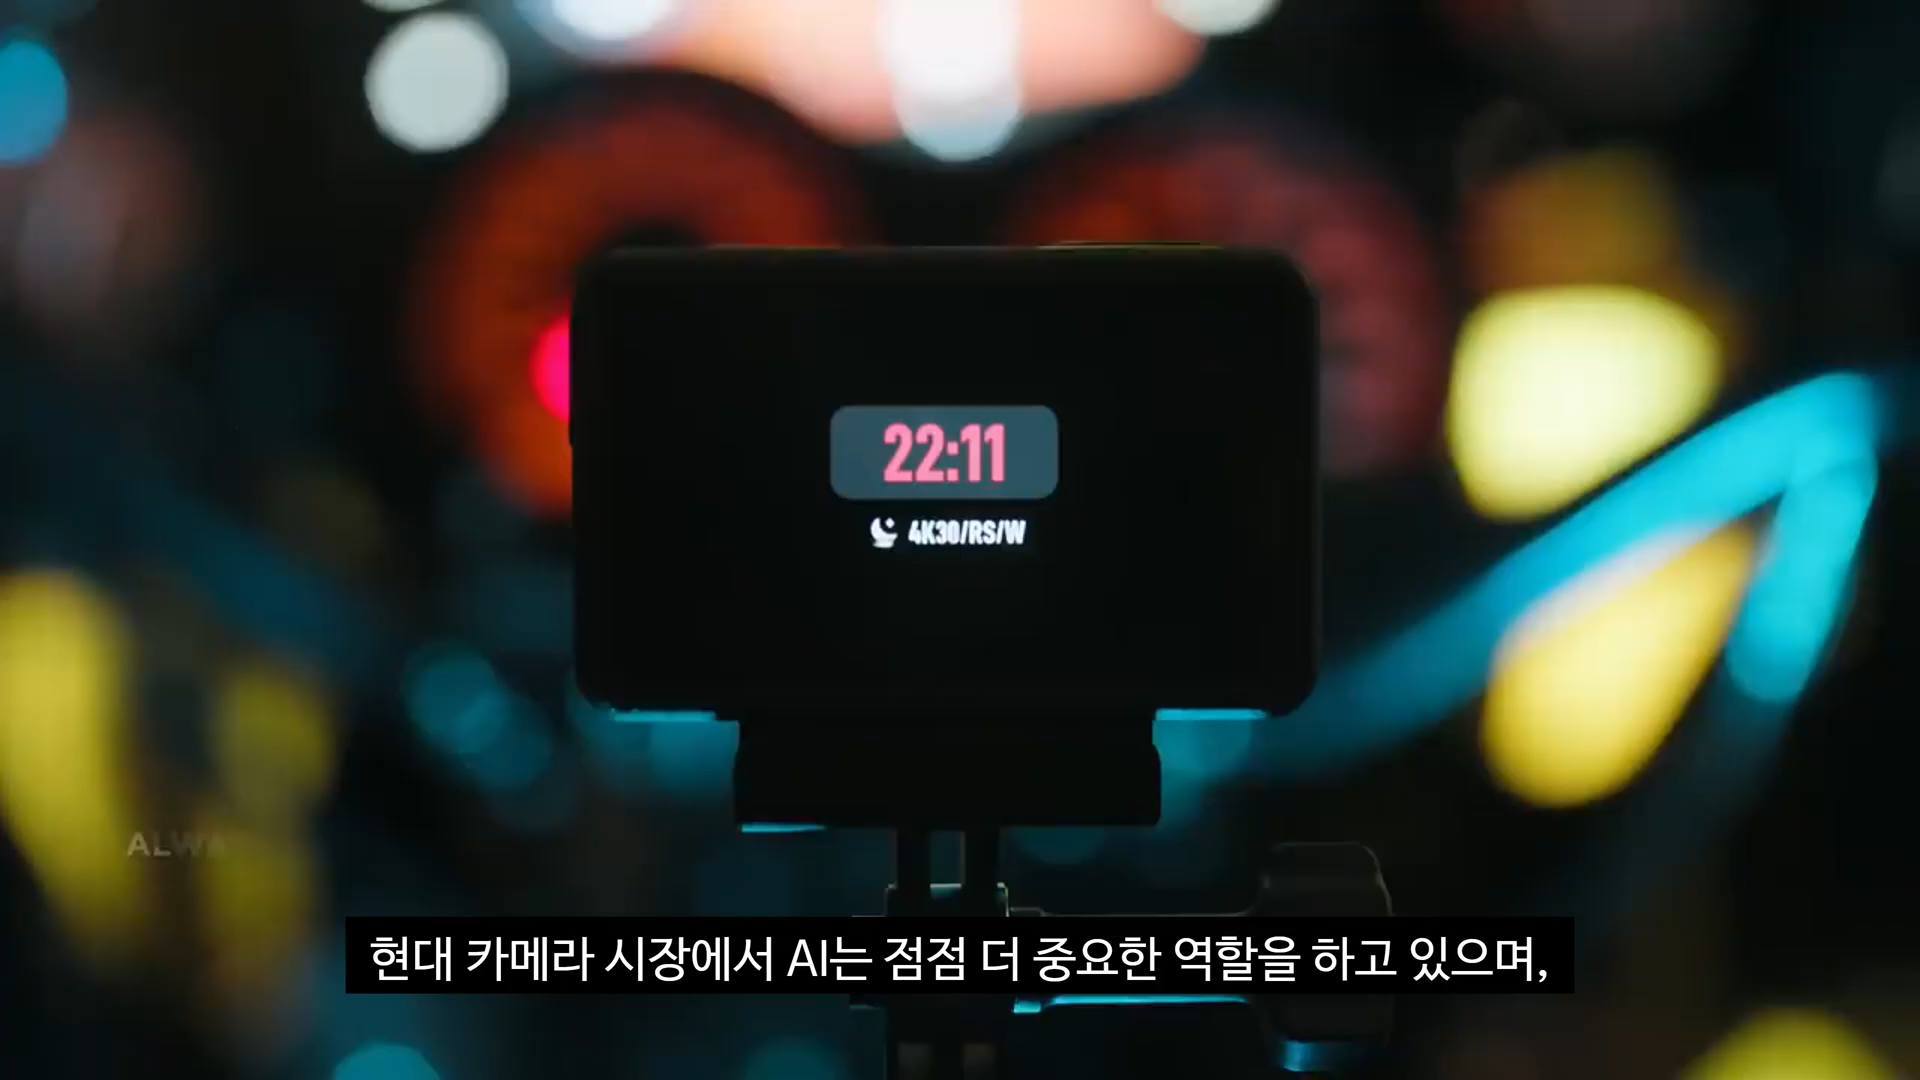 22:11
4K30/RS/W
현대 카메라 시장에서 AI는 점점 더 중요한 역할을 하고 있으며,